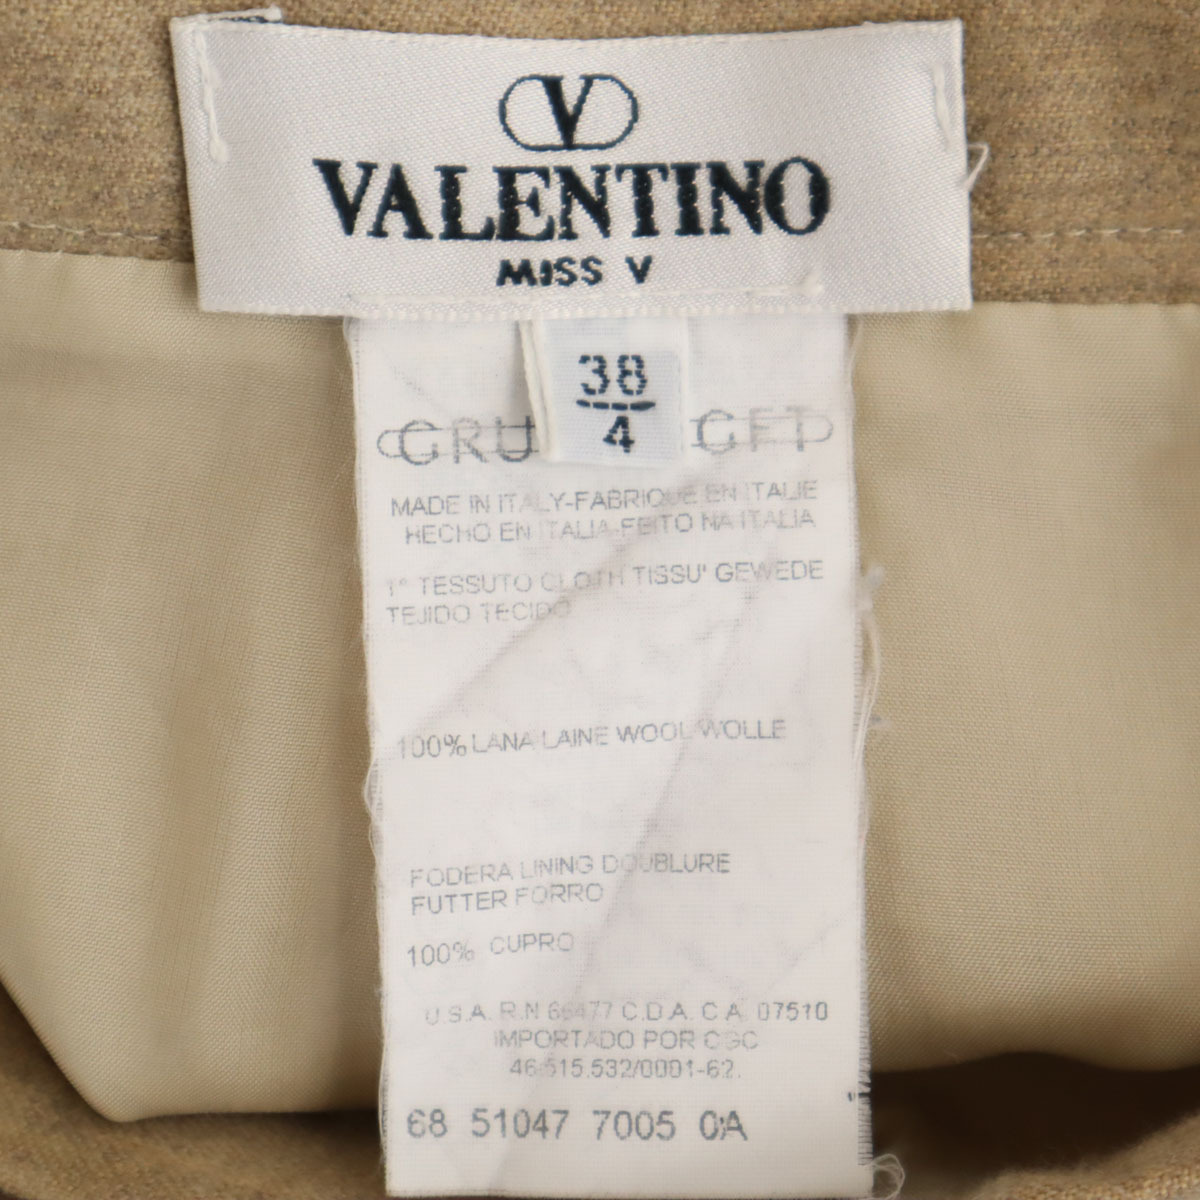 V
VALENTINO
MISS V
38
4
GRU GFT
MADE IN ITALY-FABRIQUE EN ITALIE
HECHO EN ITALIA-FEITO NA ITALIA
1° TESSUTO CLOTH TISSU' GEWEDE
TEJIDO TECIDO
100% LANA LAINE WOOL WOLLE
FODERA LINING DOUBLURE
FUTTER FORRO
100% CUPRO
U.S.A. R.N 66477 C.D.A. C.A. 07510
IMPORTADO POR CGC
46.515.532/0001-62.
68 51047 7005 0A